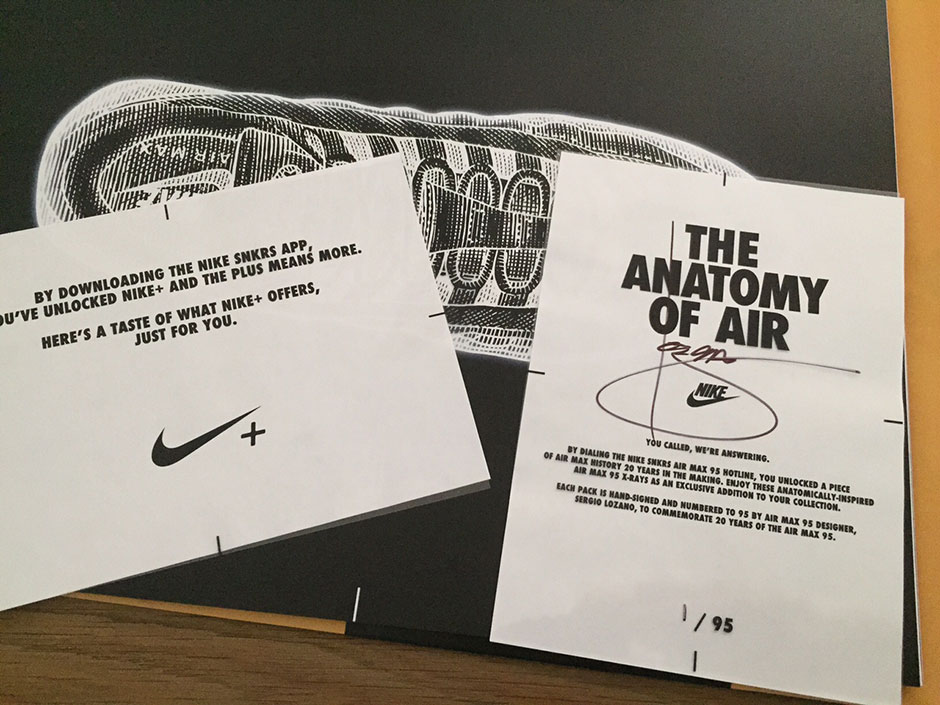 AIR MAX
BY DOWNLOADING THE NIKE SNKRS APP,
YOU'VE UNLOCKED NIKE+ AND THE PLUS MEANS MORE.
HERE'S A TASTE OF WHAT NIKE+ OFFERS,
JUST FOR YOU.
+
THE
ANATOMY
OF AIR
NIKE
YOU CALLED, WE'RE ANSWERING.
BY DIALING THE NIKE SNKRS AIR MAX 95 HOTLINE, YOU UNLOCKED A PIECE
OF AIR MAX HISTORY 20 YEARS IN THE MAKING. ENJOY THESE ANATOMICALLY-INSPIRED
AIR MAX 95 X-RAYS AS AN EXCLUSIVE ADDITION TO YOUR COLLECTION.
EACH PACK IS HAND-SIGNED AND NUMBERED TO 95 BY AIR MAX 95 DESIGNER,
SERGIO LOZANO, TO COMMEMORATE 20 YEARS OF THE AIR MAX 95.
1 / 95